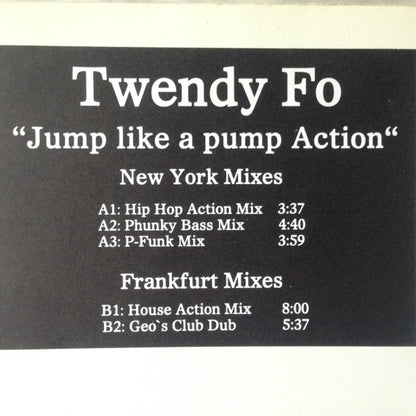 Twendy Fo
“Jump like a pump Action“
New York Mixes
A1: Hip Hop Action Mix 3:37
A2: Phunky Bass Mix 4:40
A3: P-Funk Mix 3:59
Frankfurt Mixes
B1: House Action Mix 8:00
B2: Geo`s Club Dub 5:37